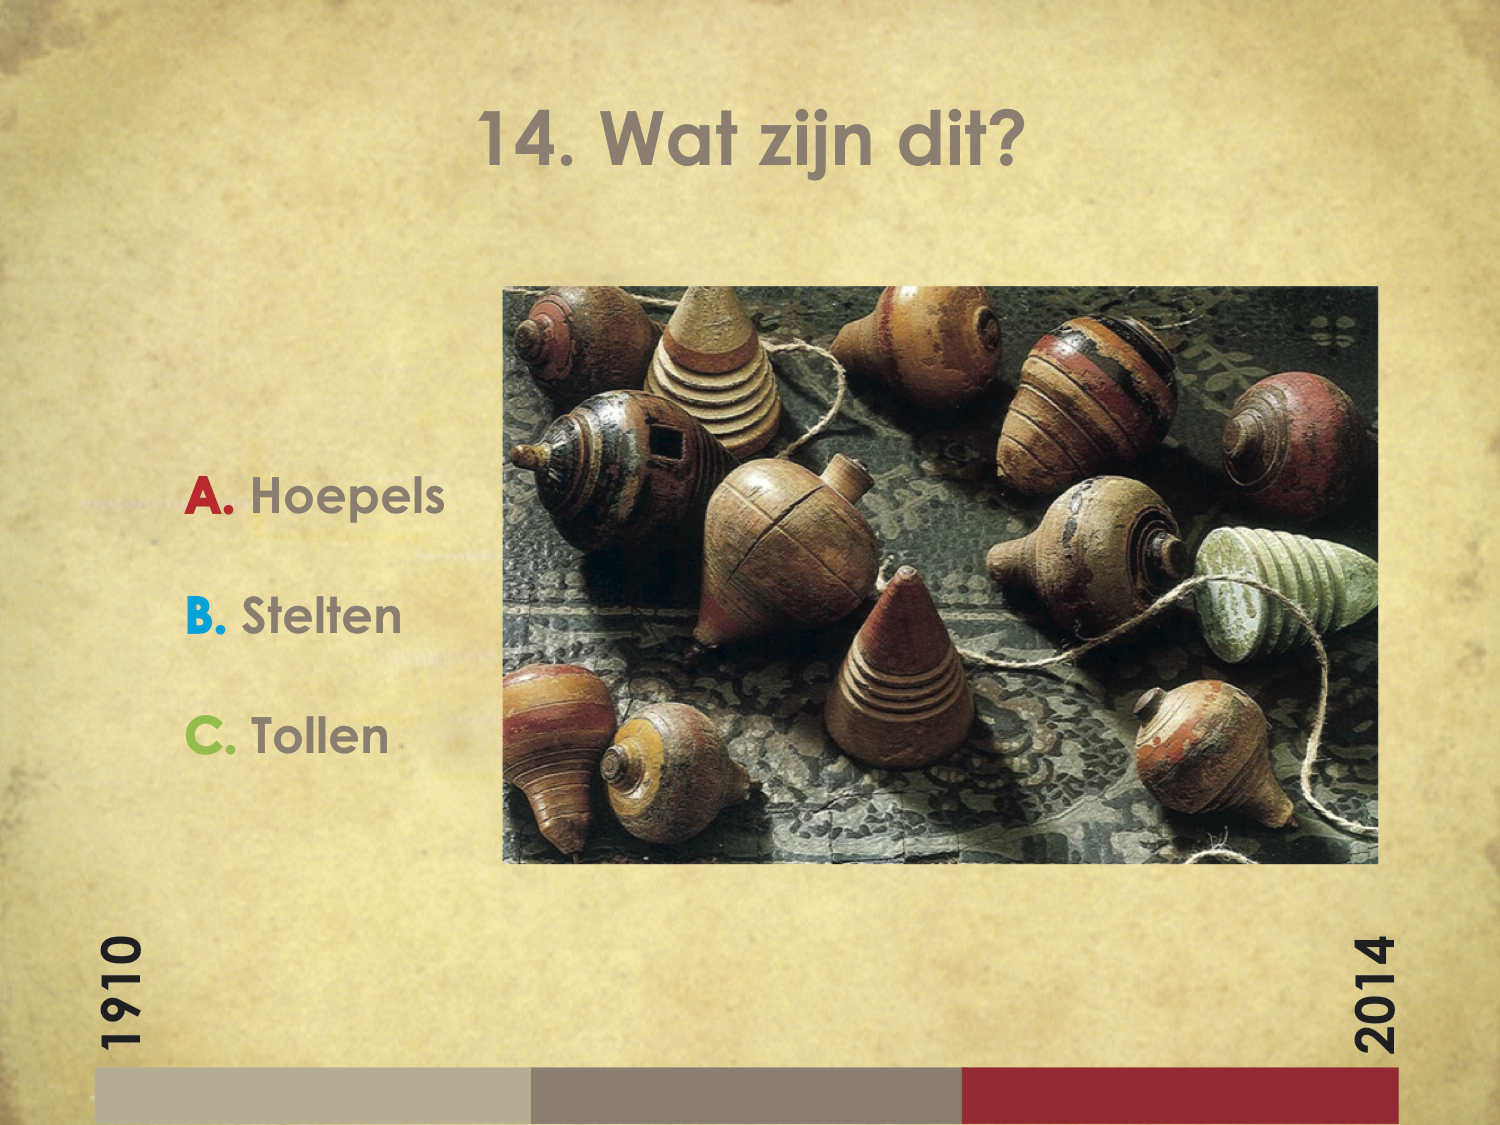 14. Wat zijn dit?
A. Hoepels
B. Stelten
C. Tollen
1910
2014